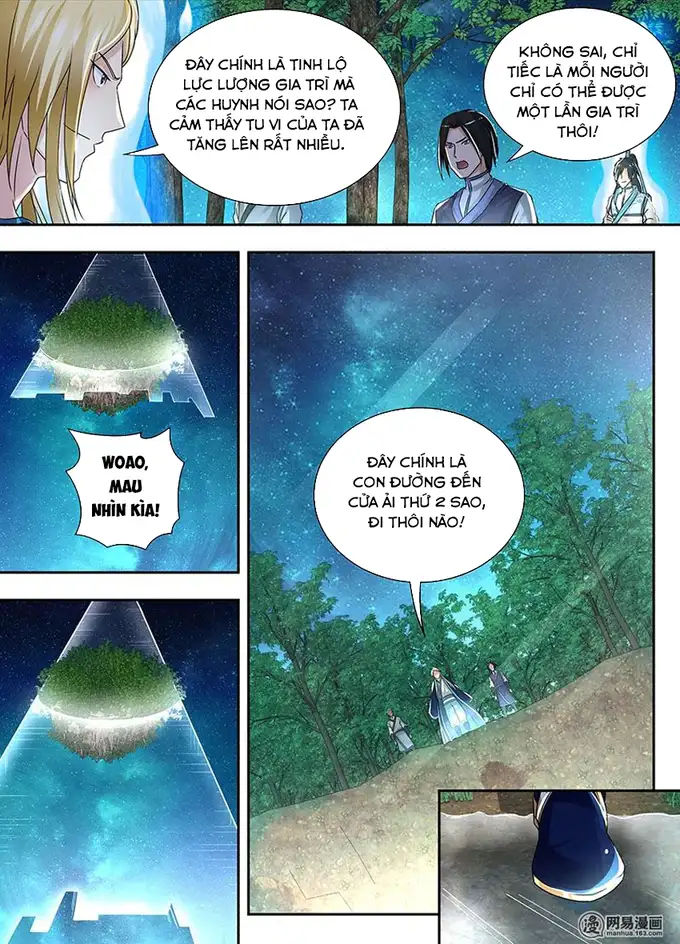 ĐÂY CHÍNH LÀ TINH LỘ
LỰC LƯỢNG GIA TRÌ MÀ
CÁC HUYNH NÓI SAO? TA
CẢM THẤY TU VI CỦA TA ĐÃ
TĂNG LÊN RẤT NHIỀU.
KHÔNG SAI, CHỈ
TIẾC LÀ MỖI NGƯỜI
CHỈ CÓ THỂ ĐƯỢC
MỘT LẦN GIA TRÌ
THÔI!
WOAO,
MAU
NHÌN KÌA!
ĐÂY CHÍNH LÀ
CON ĐƯỜNG ĐẾN
CỬA ẢI THỨ 2 SAO,
ĐI THÔI NÀO!
漫 网易漫画
manhua.163.com